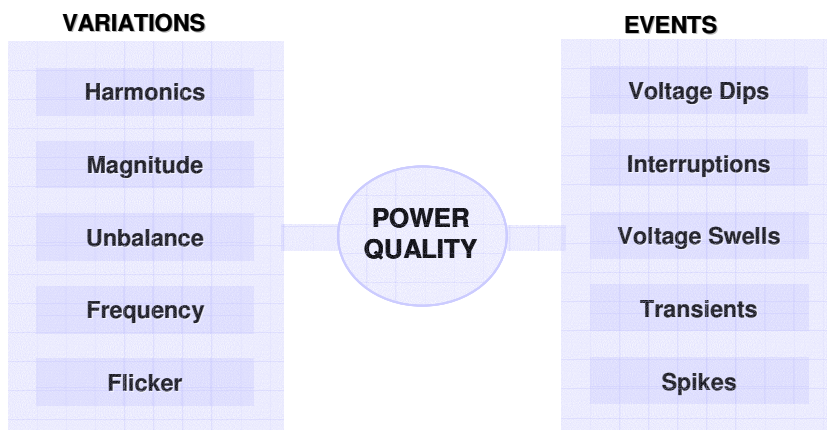 VARIATIONS
Harmonics
Magnitude
Unbalance
Frequency
Flicker
POWER
QUALITY
EVENTS
Voltage Dips
Interruptions
Voltage Swells
Transients
Spikes